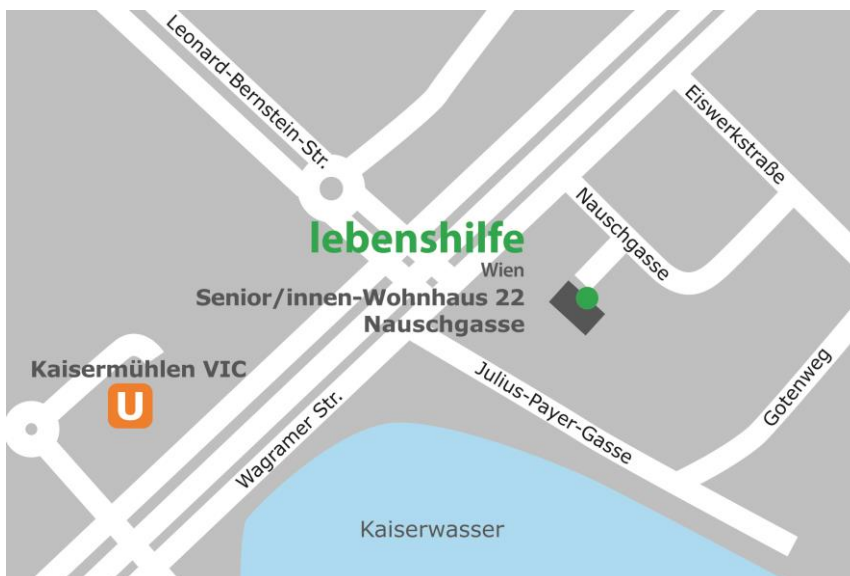 Leonard-Bernstein-Str.
Eiswerkstraße
Nauschgasse
lebenshilfe
Wien
Senior/innen-Wohnhaus 22
Nauschgasse
Kaisermühlen VIC
U
Wagramer Str.
Julius-Payer-Gasse
Gotenweg
Kaiserwasser